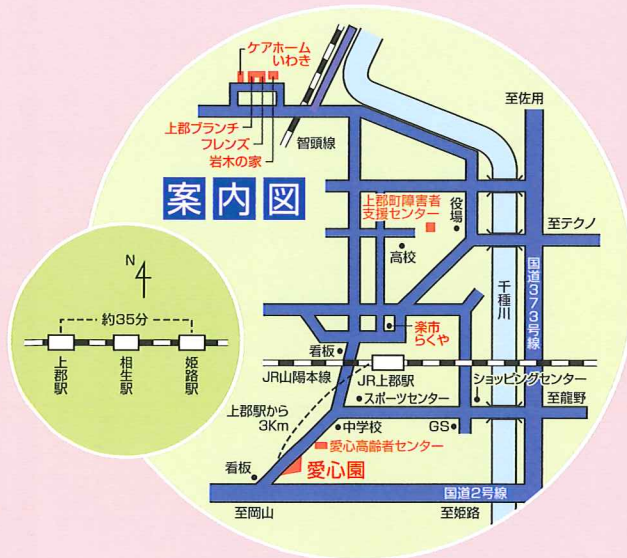 ケアホーム
いわき
上郡ブランチ
フレンズ
岩木の家
智頭線
至佐用
案内図
上郡町障害者
支援センター
役場
至テクノ
高校
国道373号線
千種川
N
約35分
上郡駅
相生駅
姫路駅
楽市
らくや
看板
JR山陽本線
JR上郡駅
ショッピングセンター
スポーツセンター
至龍野
上郡駅から
3Km
中学校
GS
愛心高齢者センター
愛心園
看板
国道2号線
至岡山
至姫路